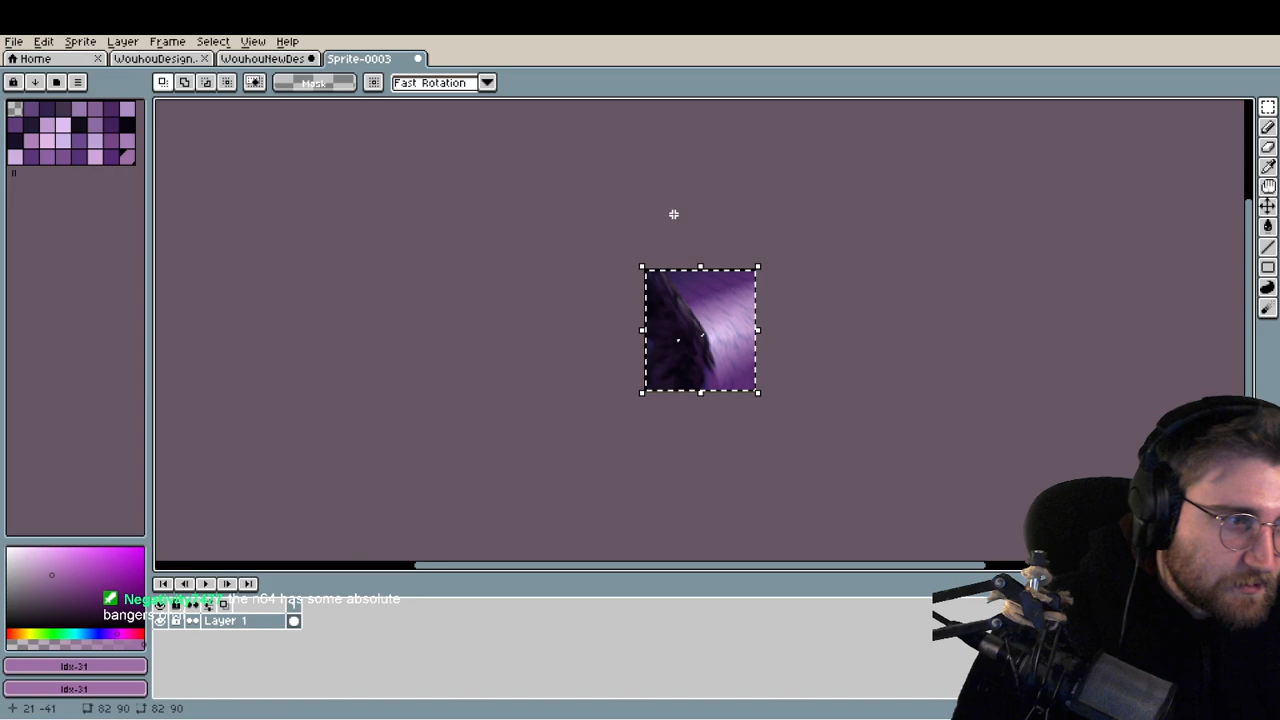 File Edit Sprite Layer Frame Select View Help
Home WouhouDesign. WouhouNewDes Sprite-0003
Mask Fast Rotation
the n64 has some absolute
bangers
Layer 1
Idx-31
Idx-31
21 -41 82 90 82 90